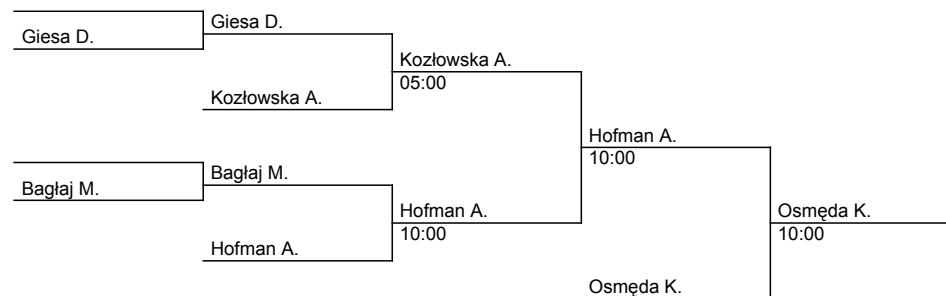 Giesa D.
Giesa D.
Kozłowska A.
05:00
Kozłowska A.
Hofman A.
10:00
Bagłaj M.
Bagłaj M.
Hofman A.
10:00
Osmęda K.
10:00
Hofman A.
Osmęda K.